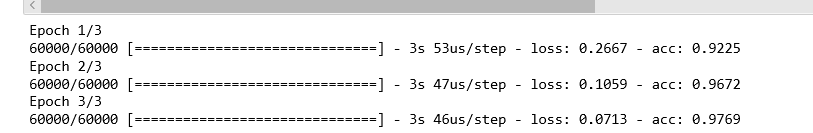 Epoch 1/3
60000/60000 [==============================] - 3s 53us/step - loss: 0.2667 - acc: 0.9225
Epoch 2/3
60000/60000 [==============================] - 3s 47us/step - loss: 0.1059 - acc: 0.9672
Epoch 3/3
60000/60000 [==============================] - 3s 46us/step - loss: 0.0713 - acc: 0.9769